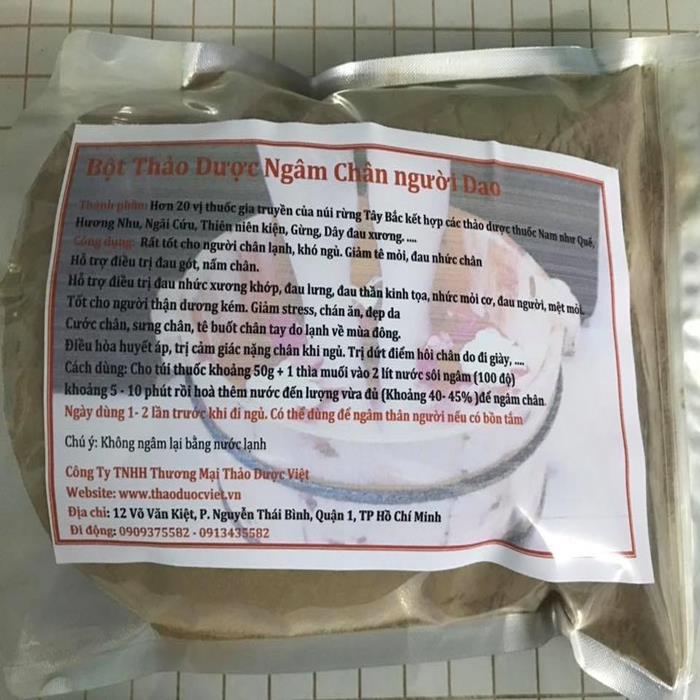 Bột Thảo Dược Ngâm Chân người Dao
Thành phần: Hơn 20 vị thuốc gia truyền của núi rừng Tây Bắc kết hợp các thảo dược thuốc Nam như Quế,
Hương Nhu, Ngãi Cứu, Thiên niên kiện, Gừng, Dây đau xương. ....
Công dụng: Rất tốt cho người chân lạnh, khó ngủ. Giảm tê mỏi, đau nhức chân
Hỗ trợ điều trị đau gót, nấm chân.
Hỗ trợ điều trị đau nhức xương khớp, đau lưng, đau thần kinh tọa, nhức mỏi cơ, đau người, mệt mỏi.
Tốt cho người thận dương kém. Giảm stress, chán ăn, đẹp da
Cước chân, sưng chân, tê buốt chân tay do lạnh về mùa đông.
Điều hòa huyết áp, trị cảm giác nặng chân khi ngủ. Trị dứt điểm hôi chân do đi giày, ....
Cách dùng: Cho túi thuốc khoảng 50g + 1 thìa muối vào 2 lít nước sôi ngâm (100 độ)
khoảng 5 - 10 phút rồi hoà thêm nước đến lượng vừa đủ (Khoảng 40- 45% )để ngâm chân.
Ngày dùng 1- 2 lần trước khi đi ngủ. Có thể dùng để ngâm thân người nếu có bồn tắm
Chú ý: Không ngâm lại bằng nước lạnh
Công Ty TNHH Thương Mại Thảo Dược Việt
Website: www.thaoduocviet.vn
Địa chỉ: 12 Võ Văn Kiệt, P. Nguyễn Thái Bình, Quận 1, TP Hồ Chí Minh
Đi động: 0909375582 - 0913435582